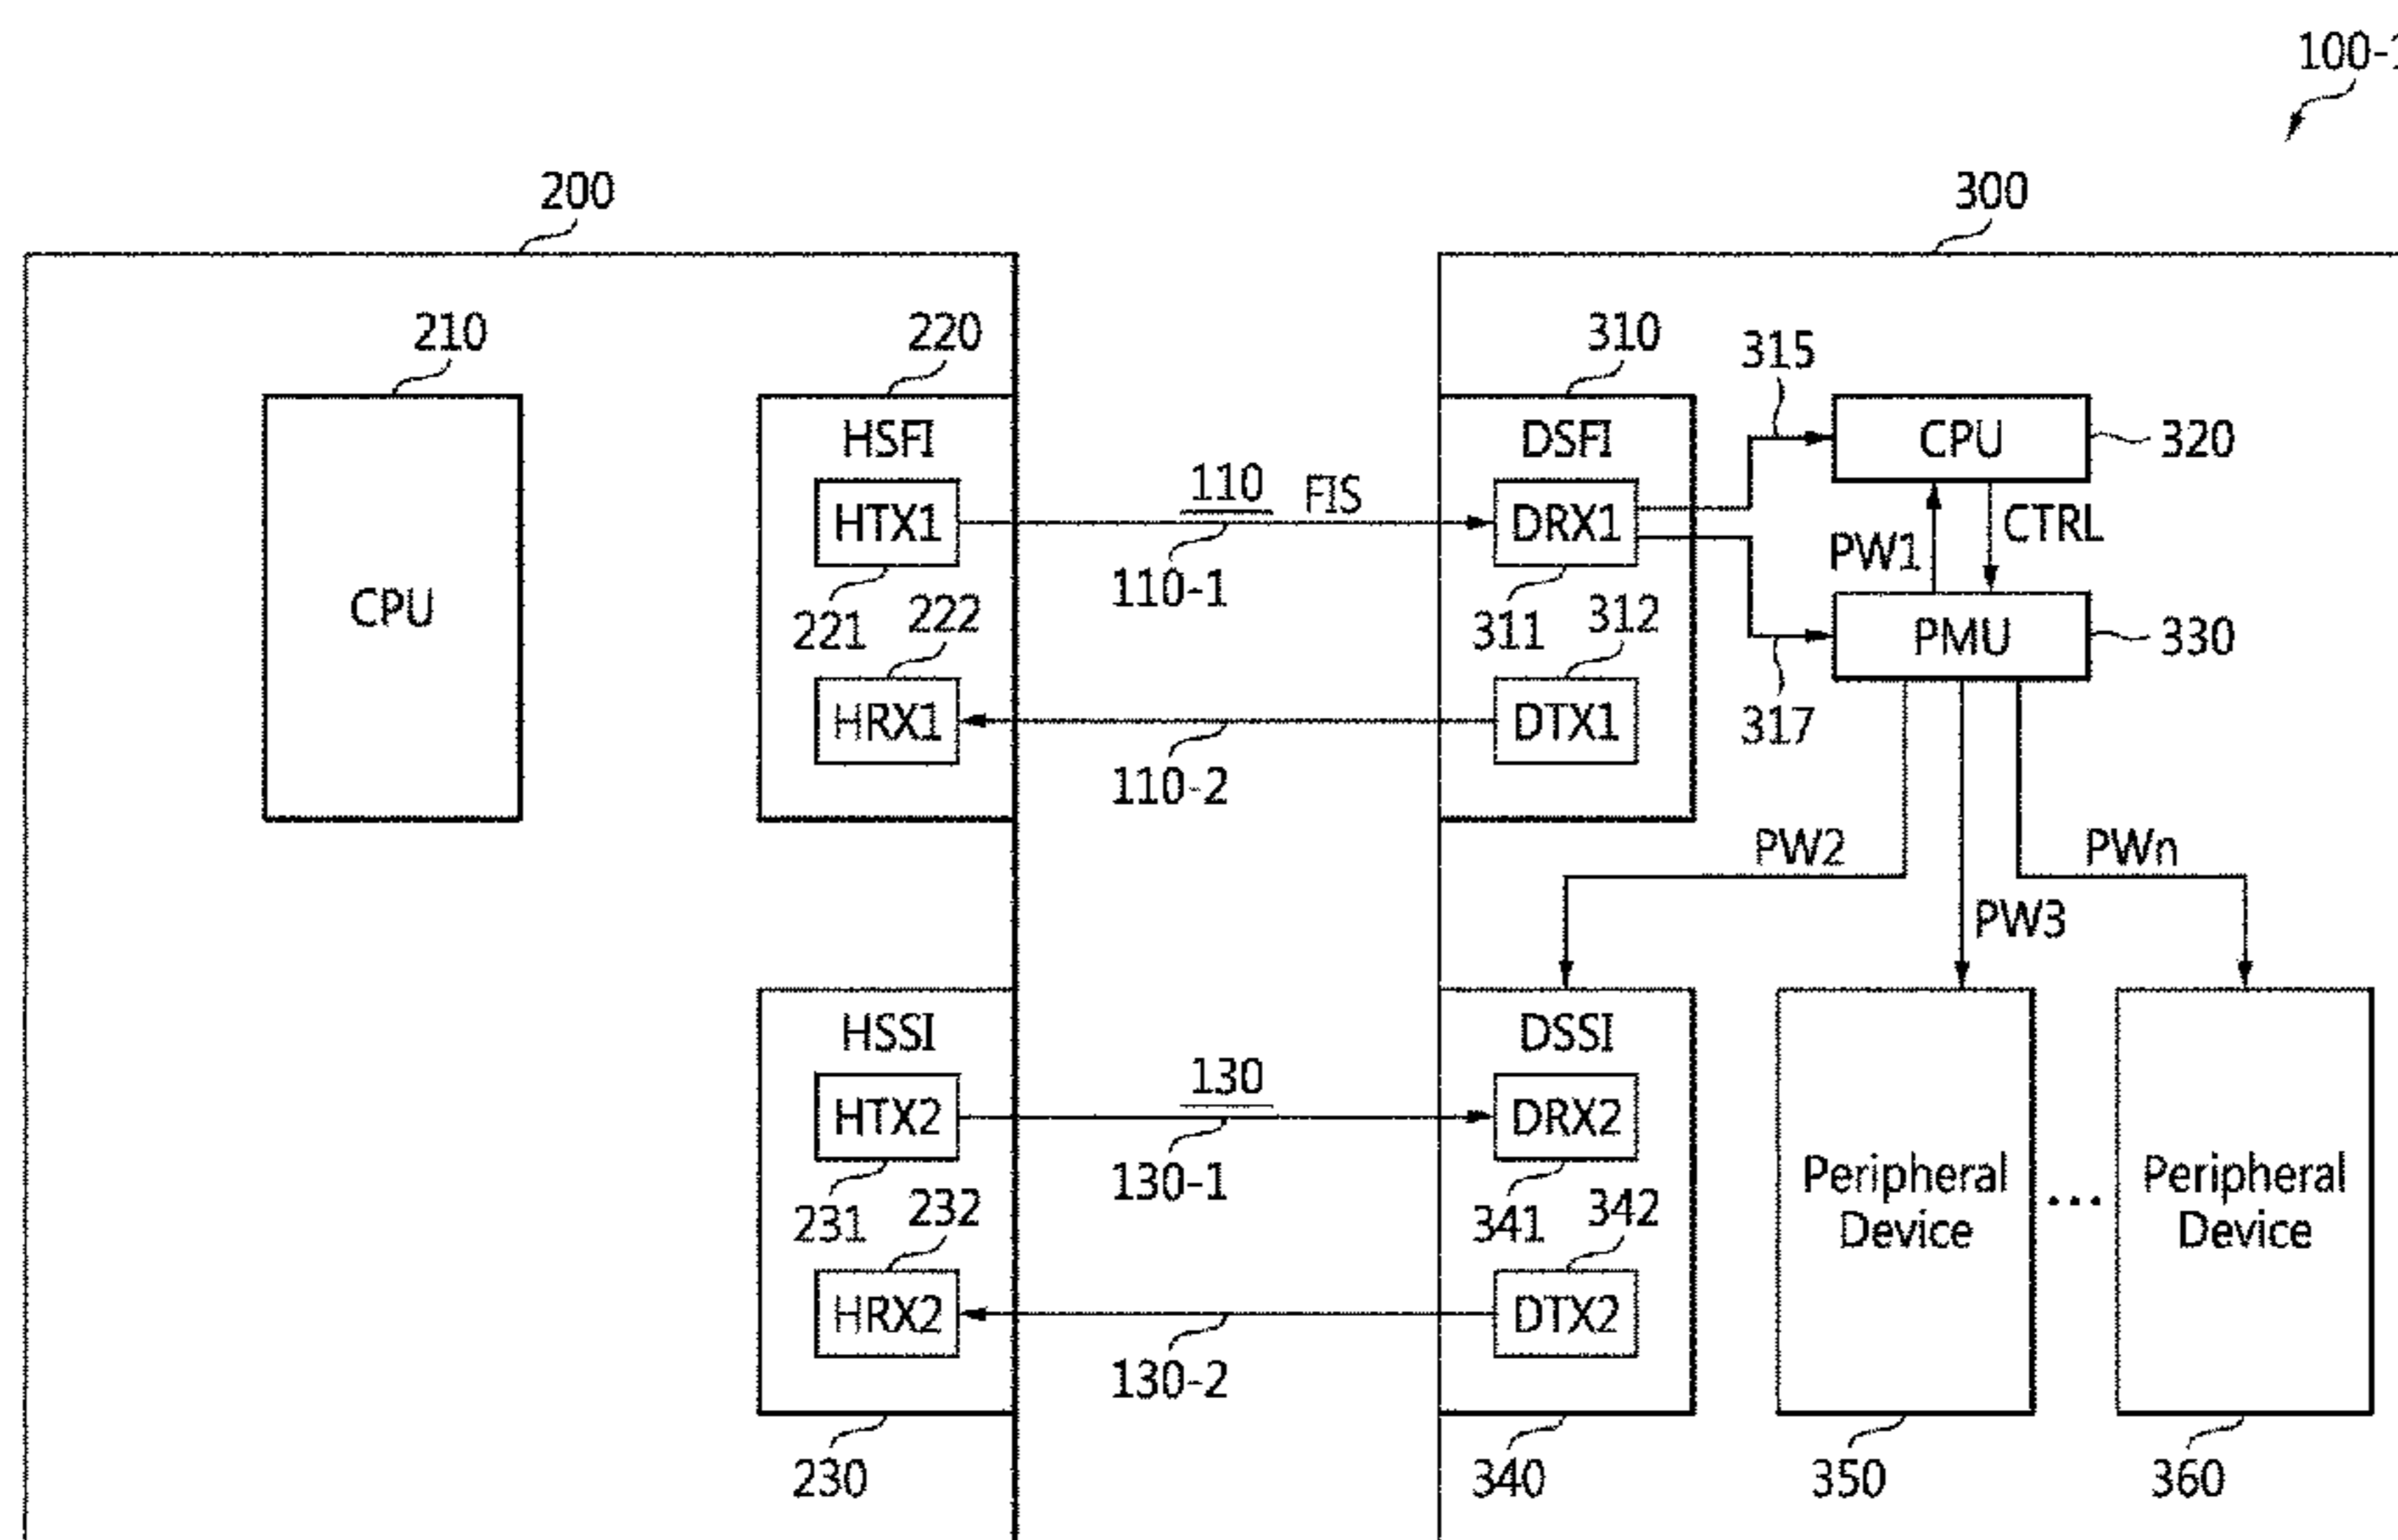 100-1
200
300
210
220
310
315
CPU
HSFI
HTX1
221
222
HRX1
110
FIS
110-1
110-2
DSFI
DRX1
311
312
DTX1
317
CPU
320
PW1
CTRL
PMU
330
PW2
PW3
PWn
HSSI
HTX2
231
232
HRX2
230
130
130-1
130-2
DSSI
DRX2
341
342
DTX2
340
Peripheral
Device
350
...
Peripheral
Device
360